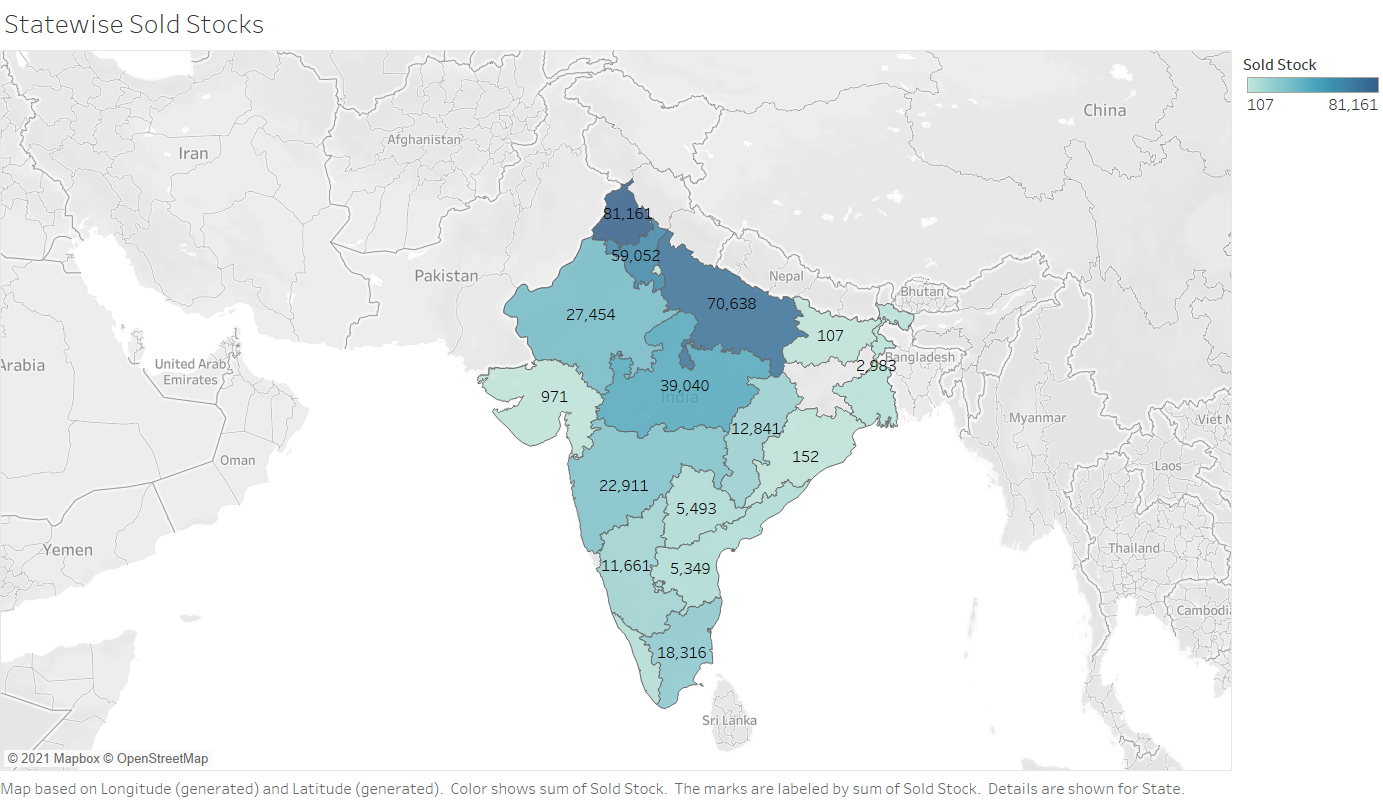 Statewise Sold Stocks
Sold Stock
107 81,161
China
Afghanistan
Iran
81,161
59,052
Pakistan
Nepal
Bhutan
70,638
27,454
107
Bangladesh
2,983
Arabia
United Arab
Emirates
39,040
India
971
Myanmar
Viet N
12,841
152
Oman
Laos
22,911
5,493
Yemen
Thailand
11,661
5,349
Cambodia
18,316
Sri Lanka
© 2021 Mapbox © OpenStreetMap
Map based on Longitude (generated) and Latitude (generated). Color shows sum of Sold Stock. The marks are labeled by sum of Sold Stock. Details are shown for State.